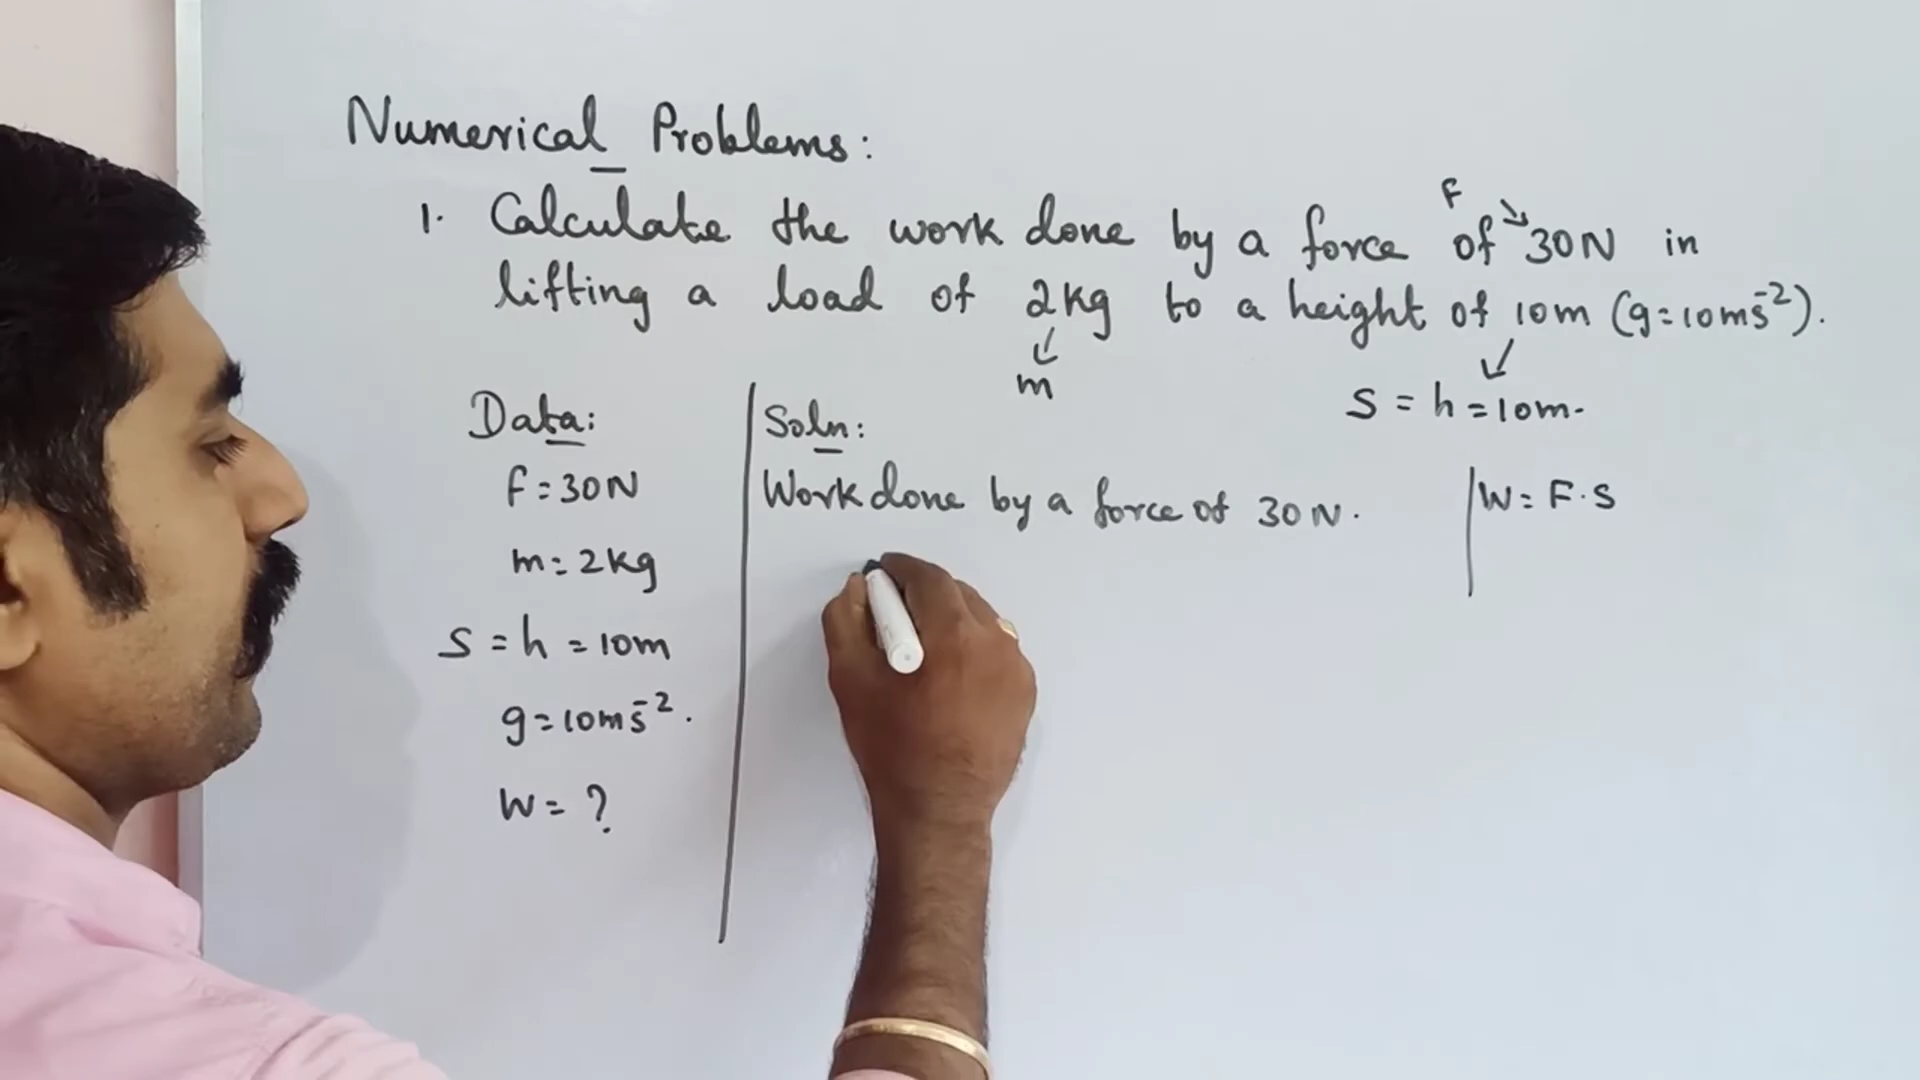 Numerical Problems:
F
1. Calculate the work done by a force of 30N in
lifting a load of 2kg to a height of 10m (g=10ms⁻²).
m
S = h = 10m.
Data:
F = 30N
m = 2kg
S = h = 10m
g = 10ms⁻².
W = ?
Soln:
Work done by a force of 30N.
W = F.S